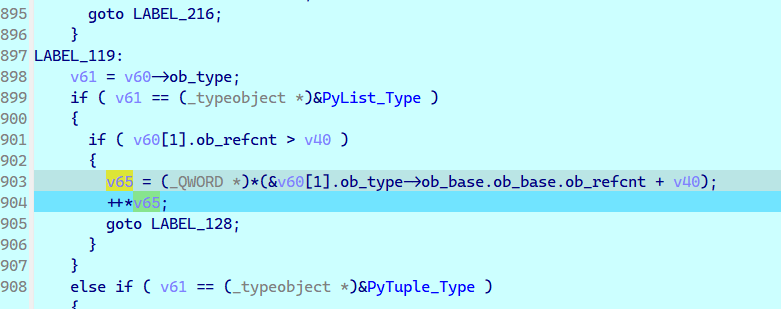 895 goto LABEL_216;
896 }
897 LABEL_119:
898 v61 = v60->ob_type;
899 if ( v61 == (_typeobject *)&PyList_Type )
900 {
901 if ( v60[1].ob_refcnt > v40 )
902 {
903 v65 = (_QWORD *)*(&v60[1].ob_type->ob_base.ob_base.ob_refcnt + v40);
904 ++*v65;
905 goto LABEL_128;
906 }
907 }
908 else if ( v61 == (_typeobject *)&PyTuple_Type )